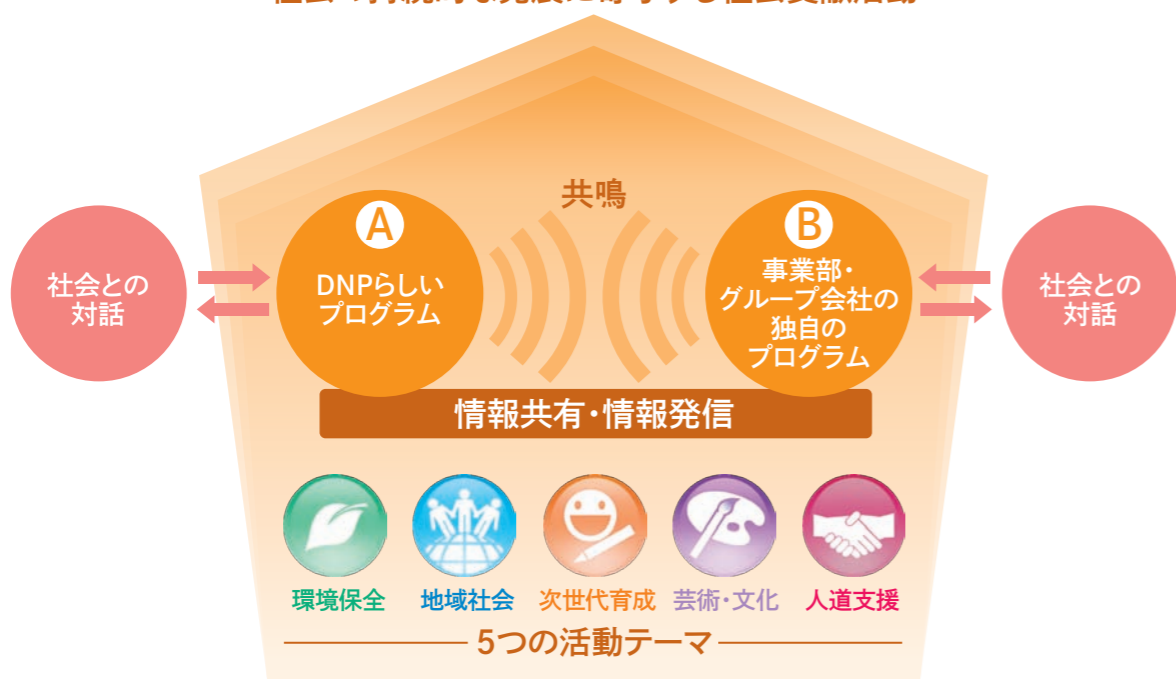 共鳴
A
DNPらしい
プログラム
B
事業部・
グループ会社の
独自の
プログラム
社会との
対話
社会との
対話
情報共有・情報発信
環境保全
地域社会
次世代育成
芸術・文化
人道支援
5つの活動テーマ